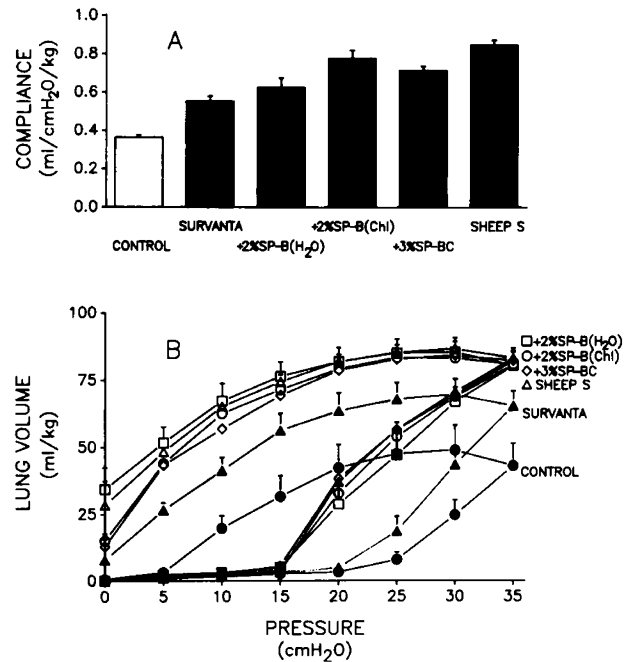 A
COMPLIANCE
(ml/cmH2O/kg)
1.0
0.8
0.6
0.4
0.2
0.0
SURVANTA +2%SP-B(Chl) SHEEP S
CONTROL +2%SP-B(H2O) +3%SP-BC
B
LUNG VOLUME
(ml/kg)
100
75
50
25
0
□+2%SP-B(H2O)
○+2%SP-B(Chl)
◇+3%SP-BC
△ SHEEP S
SURVANTA
CONTROL
0 5 10 15 20 25 30 35
PRESSURE
(cmH2O)